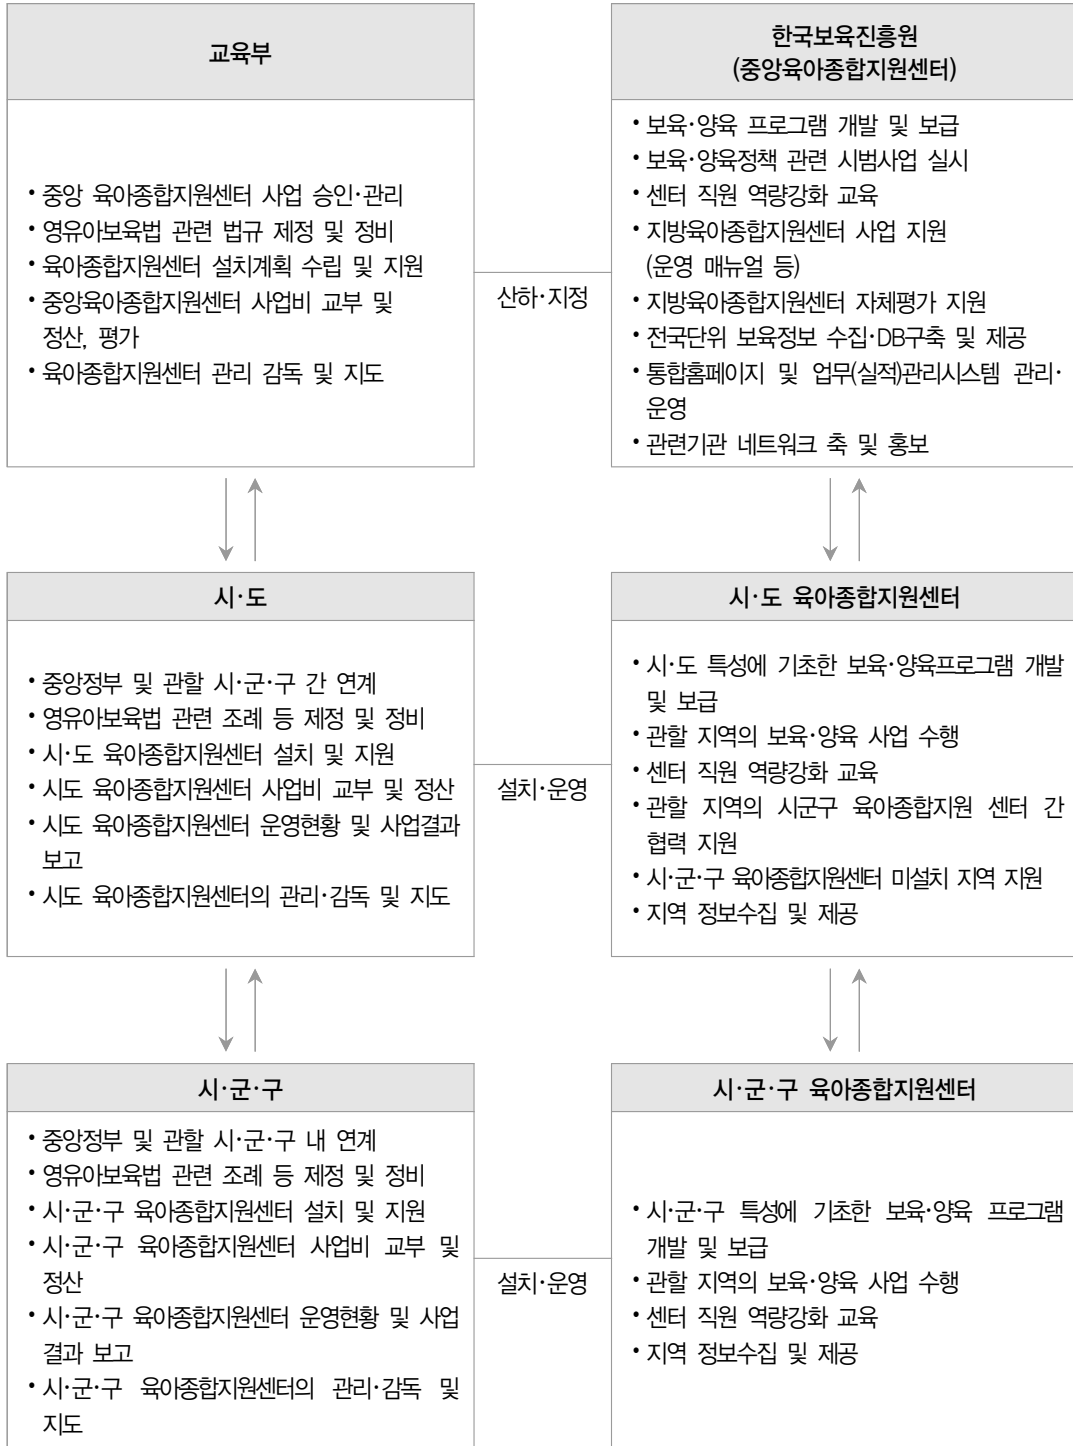 교육부
• 중앙 육아종합지원센터 사업 승인·관리
• 영유아보육법 관련 법규 제정 및 정비
• 육아종합지원센터 설치계획 수립 및 지원
• 중앙육아종합지원센터 사업비 교부 및
정산, 평가
• 육아종합지원센터 관리 감독 및 지도
산하·지정
한국보육진흥원
(중앙육아종합지원센터)
• 보육·양육 프로그램 개발 및 보급
• 보육·양육정책 관련 시범사업 실시
• 센터 직원 역량강화 교육
• 지방육아종합지원센터 사업 지원
(운영 매뉴얼 등)
• 지방육아종합지원센터 자체평가 지원
• 전국단위 보육정보 수집·DB구축 및 제공
• 통합홈페이지 및 업무(실적)관리시스템 관리·
운영
• 관련기관 네트워크 축 및 홍보
시·도
• 중앙정부 및 관할 시·군·구 간 연계
• 영유아보육법 관련 조례 등 제정 및 정비
• 시·도 육아종합지원센터 설치 및 지원
• 시도 육아종합지원센터 사업비 교부 및 정산
• 시도 육아종합지원센터 운영현황 및 사업결과
보고
• 시도 육아종합지원센터의 관리·감독 및 지도
설치·운영
시·도 육아종합지원센터
• 시·도 특성에 기초한 보육·양육프로그램 개발
및 보급
• 관할 지역의 보육·양육 사업 수행
• 센터 직원 역량강화 교육
• 관할 지역의 시군구 육아종합지원 센터 간
협력 지원
• 시·군·구 육아종합지원센터 미설치 지역 지원
• 지역 정보수집 및 제공
시·군·구
• 중앙정부 및 관할 시·군·구 내 연계
• 영유아보육법 관련 조례 등 제정 및 정비
• 시·군·구 육아종합지원센터 설치 및 지원
• 시·군·구 육아종합지원센터 사업비 교부 및
정산
• 시·군·구 육아종합지원센터 운영현황 및 사업
결과 보고
• 시·군·구 육아종합지원센터의 관리·감독 및
지도
설치·운영
시·군·구 육아종합지원센터
• 시·군·구 특성에 기초한 보육·양육 프로그램
개발 및 보급
• 관할 지역의 보육·양육 사업 수행
• 센터 직원 역량강화 교육
• 지역 정보수집 및 제공